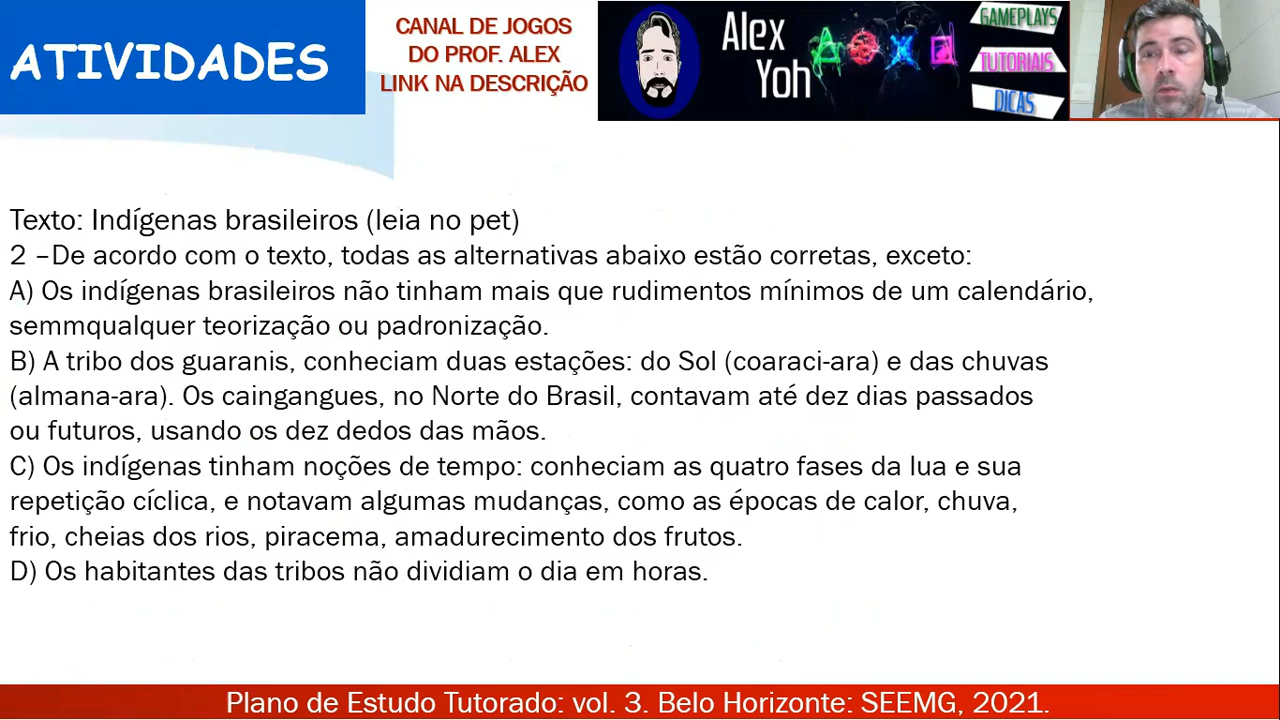 ATIVIDADES
CANAL DE JOGOS
DO PROF. ALEX
LINK NA DESCRIÇÃO
Alex
Yoh
GAMEPLAYS
TUTORIAIS
DICAS
Texto: Indígenas brasileiros (leia no pet)
2 –De acordo com o texto, todas as alternativas abaixo estão corretas, exceto:
A) Os indígenas brasileiros não tinham mais que rudimentos mínimos de um calendário,
semmqualquer teorização ou padronização.
B) A tribo dos guaranis, conheciam duas estações: do Sol (coaraci-ara) e das chuvas
(almana-ara). Os caingangues, no Norte do Brasil, contavam até dez dias passados
ou futuros, usando os dez dedos das mãos.
C) Os indígenas tinham noções de tempo: conheciam as quatro fases da lua e sua
repetição cíclica, e notavam algumas mudanças, como as épocas de calor, chuva,
frio, cheias dos rios, piracema, amadurecimento dos frutos.
D) Os habitantes das tribos não dividiam o dia em horas.
Plano de Estudo Tutorado: vol. 3. Belo Horizonte: SEEMG, 2021.